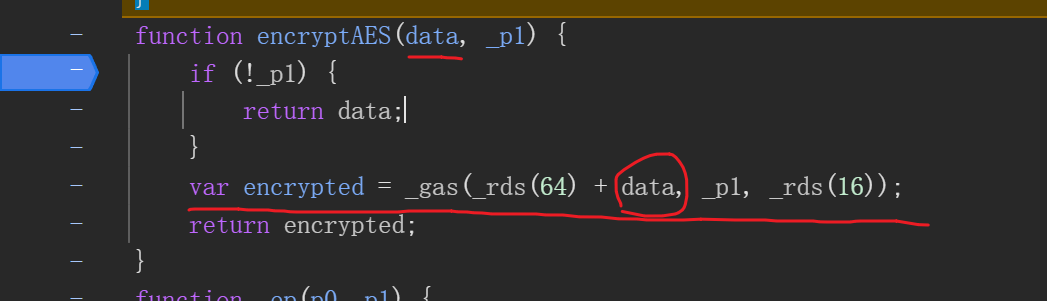 }
function encryptAES(data, _p1) {
if (!_p1) {
return data;
}
var encrypted = _gas(_rds(64) + data, _p1, _rds(16));
return encrypted;
}
function _ep(p0, p1) {